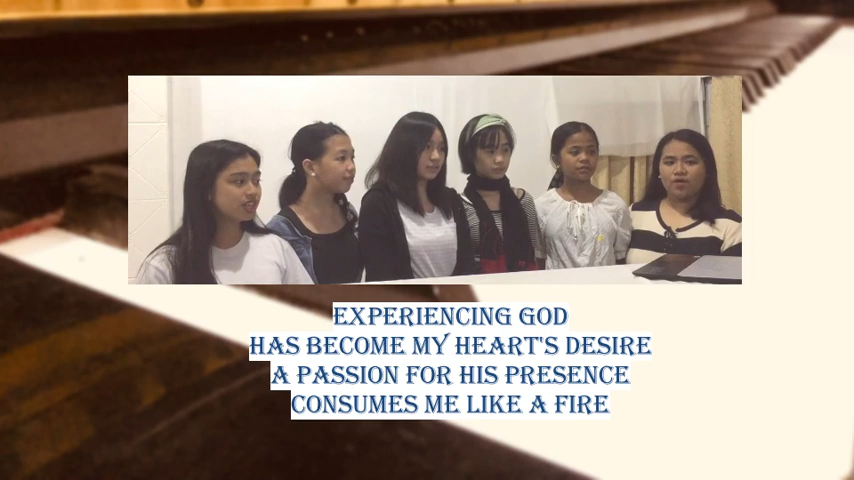 EXPERIENCING GOD
HAS BECOME MY HEART'S DESIRE
A PASSION FOR HIS PRESENCE
CONSUMES ME LIKE A FIRE